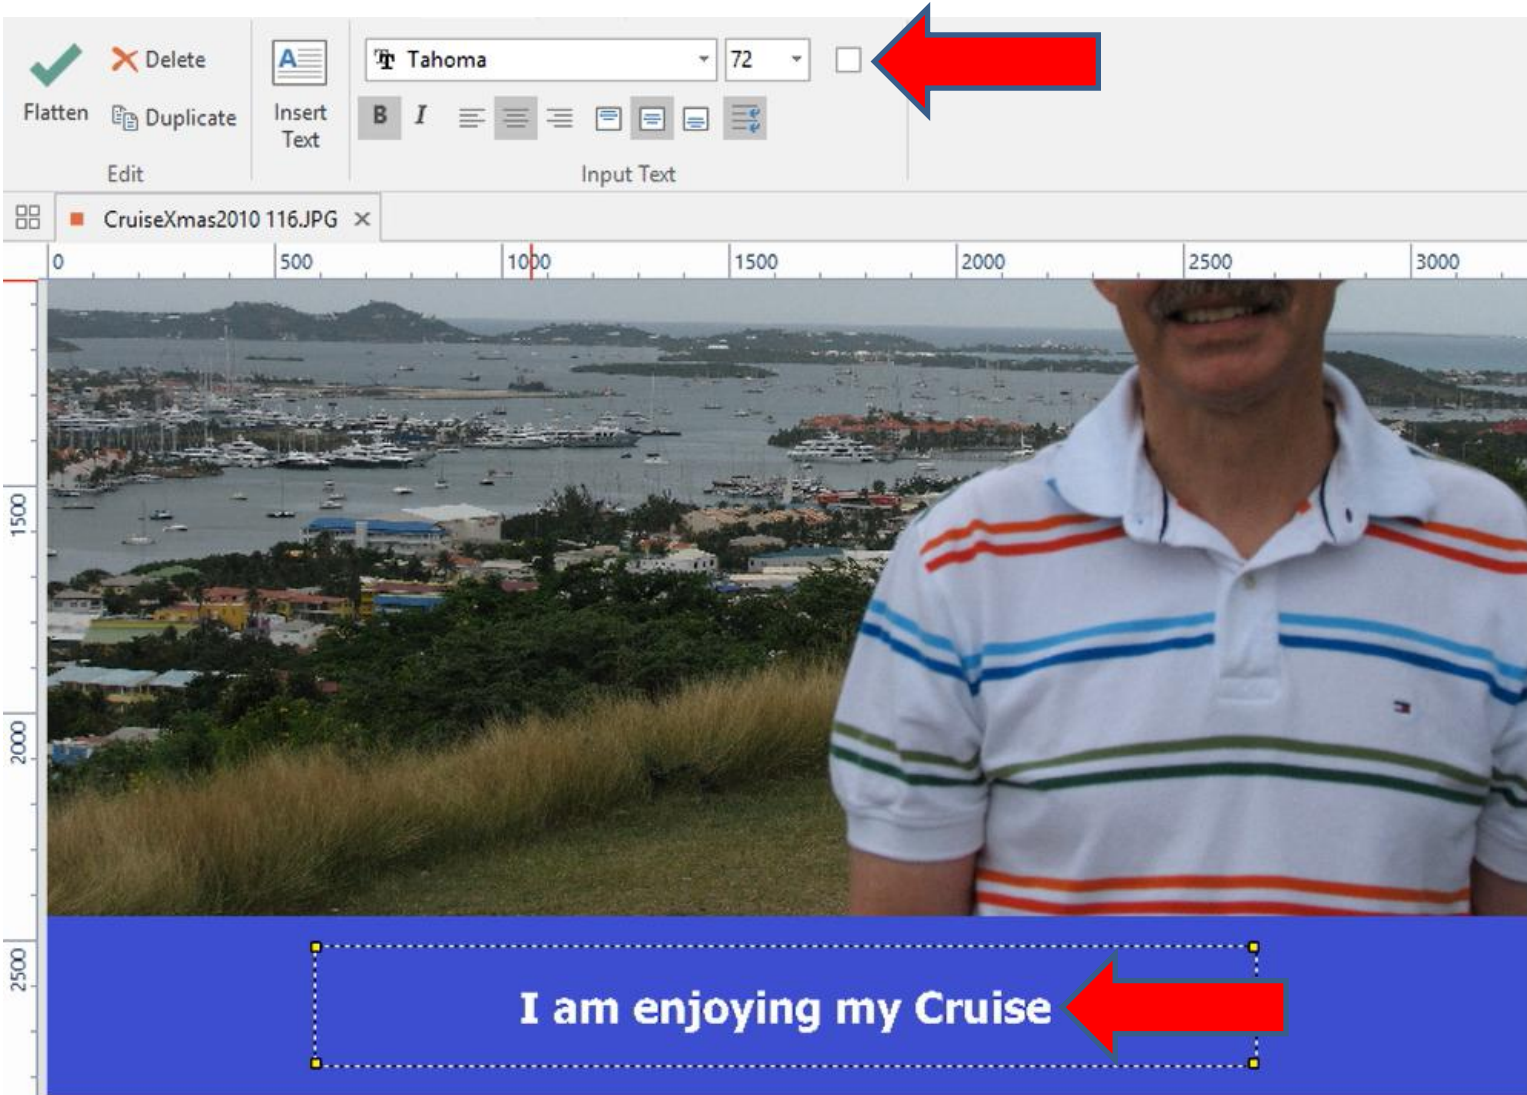 Flatten
Delete
Duplicate
Edit
Insert
Text
Tahoma
72
B I
Input Text
CruiseXmas2010 116.JPG
0 500 1000 1500 2000 2500 3000
1500
2000
2500
I am enjoying my Cruise